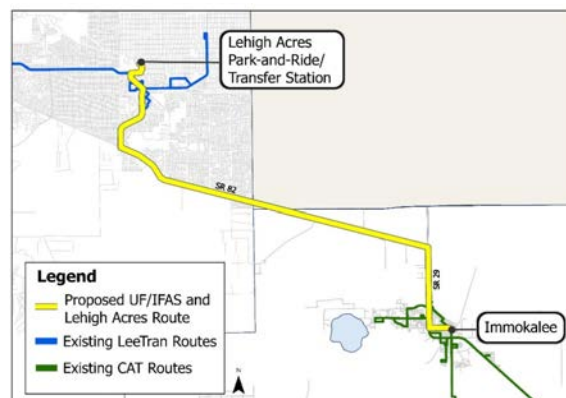 Lehigh Acres
Park-and-Ride/
Transfer Station
SR 82
SR 29
Immokalee
Legend
Proposed UF/IFAS and
Lehigh Acres Route
Existing LeeTran Routes
Existing CAT Routes
N